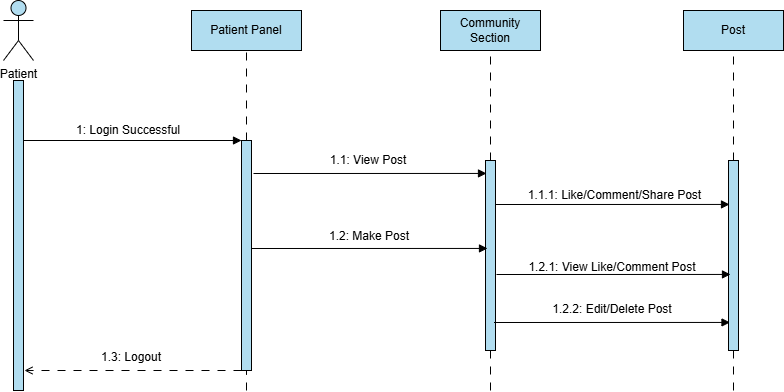 Patient
Patient Panel
Community
Section
Post
1: Login Successful
1.1: View Post
1.1.1: Like/Comment/Share Post
1.2: Make Post
1.2.1: View Like/Comment Post
1.2.2: Edit/Delete Post
1.3: Logout